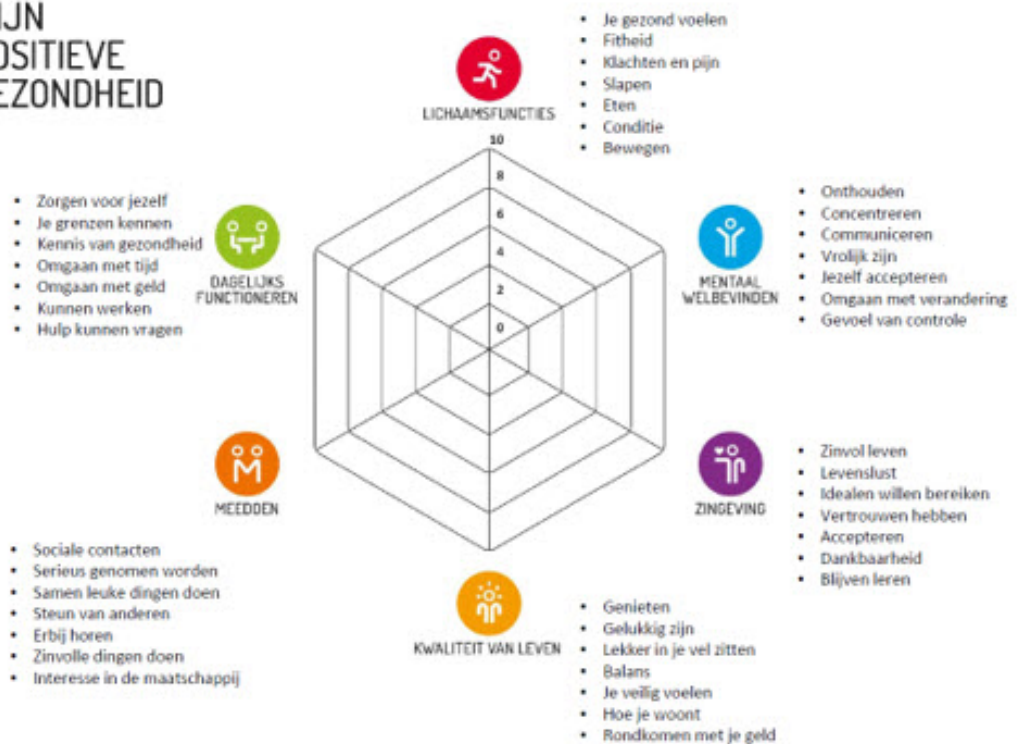 IJN
OSITIEVE
EZONDHEID
LICHAAMSFUNCTIES
• Je gezond voelen
• Fitheid
• Klachten en pijn
• Slapen
• Eten
• Conditie
• Bewegen
10
8
6
4
2
0
• Zorgen voor jezelf
• Je grenzen kennen
• Kennis van gezondheid
• Omgaan met tijd
• Omgaan met geld
• Kunnen werken
• Hulp kunnen vragen
DAGELIJKS
FUNCTIONEREN
MENTAAL
WELBEVINDEN
• Onthouden
• Concentreren
• Communiceren
• Vrolijk zijn
• Jezelf accepteren
• Omgaan met verandering
• Gevoel van controle
MEEDOEN
• Sociale contacten
• Serieus genomen worden
• Samen leuke dingen doen
• Steun van anderen
• Erbij horen
• Zinvolle dingen doen
• Interesse in de maatschappij
ZINGEVING
• Zinvol leven
• Levenslust
• Idealen willen bereiken
• Vertrouwen hebben
• Accepteren
• Dankbaarheid
• Blijven leren
KWALITEIT VAN LEVEN
• Genieten
• Gelukkig zijn
• Lekker in je vel zitten
• Balans
• Je veilig voelen
• Hoe je woont
• Rondkomen met je geld